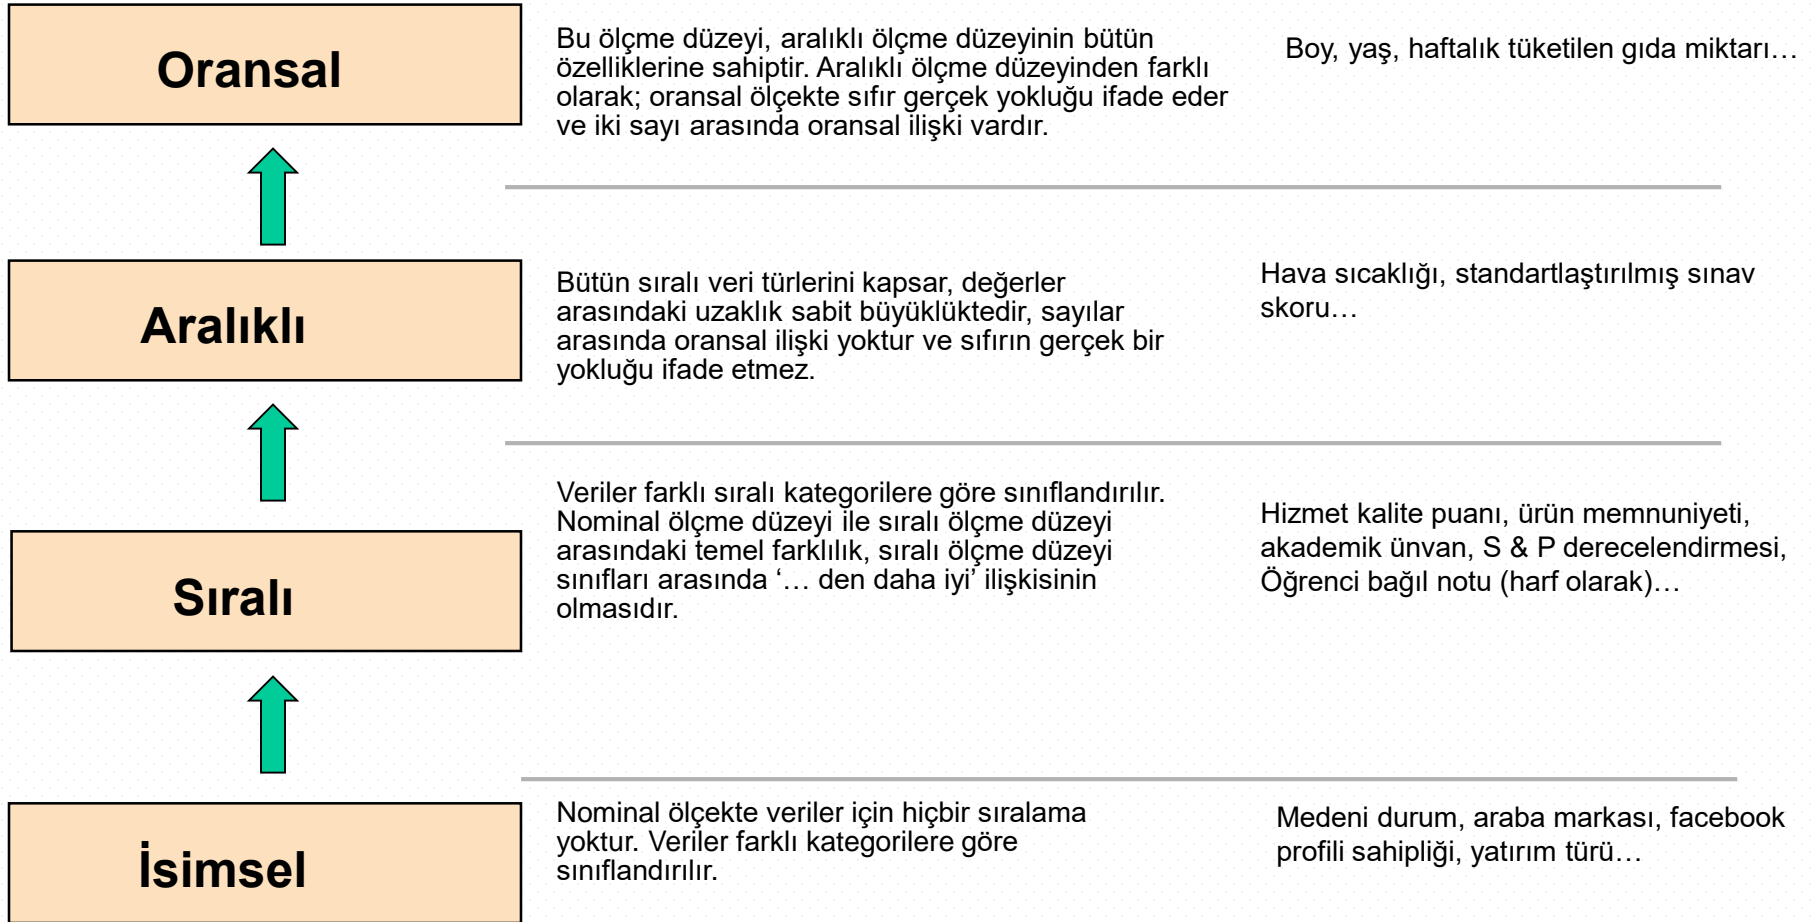 Oransal
Bu ölçme düzeyi, aralıklı ölçme düzeyinin bütün
özelliklerine sahiptir. Aralıklı ölçme düzeyinden farklı
olarak; oransal ölçekte sıfır gerçek yokluğu ifade eder
ve iki sayı arasında oransal ilişki vardır.
Boy, yaş, haftalık tüketilen gıda miktarı…
Aralıklı
Bütün sıralı veri türlerini kapsar, değerler
arasındaki uzaklık sabit büyüklüktedir, sayılar
arasında oransal ilişki yoktur ve sıfırın gerçek bir
yokluğu ifade etmez.
Hava sıcaklığı, standartlaştırılmış sınav
skoru…
Sıralı
Veriler farklı sıralı kategorilere göre sınıflandırılır.
Nominal ölçme düzeyi ile sıralı ölçme düzeyi
arasındaki temel farklılık, sıralı ölçme düzeyi
sınıfları arasında ‘… den daha iyi’ ilişkisinin
olmasıdır.
Hizmet kalite puanı, ürün memnuniyeti,
akademik ünvan, S & P derecelendirmesi,
Öğrenci bağıl notu (harf olarak)…
İsimsel
Nominal ölçekte veriler için hiçbir sıralama
yoktur. Veriler farklı kategorilere göre
sınıflandırılır.
Medeni durum, araba markası, facebook
profili sahipliği, yatırım türü…